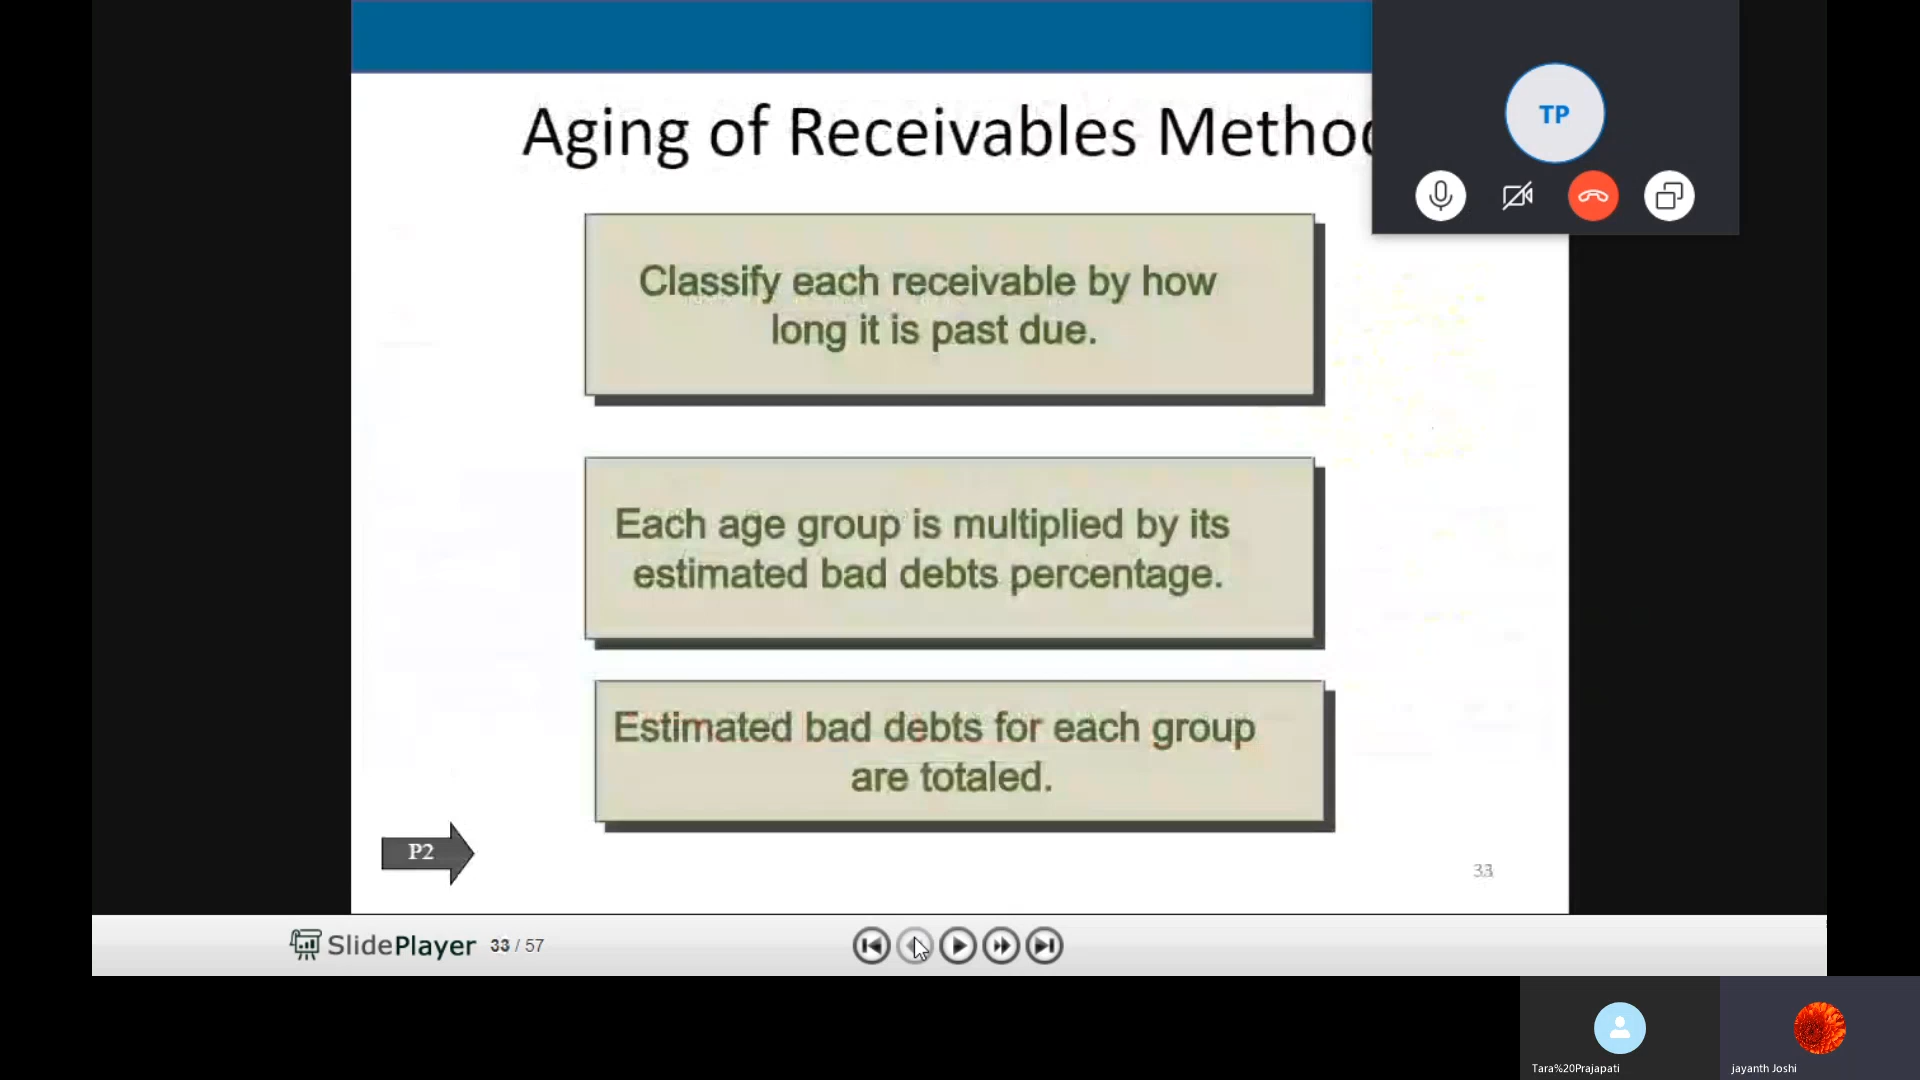 Aging of Receivables Method
TP
Classify each receivable by how
long it is past due.
Each age group is multiplied by its
estimated bad debts percentage.
Estimated bad debts for each group
are totaled.
P2
33
SlidePlayer 33 / 57
Tara%20Prajapati
jayanth Joshi